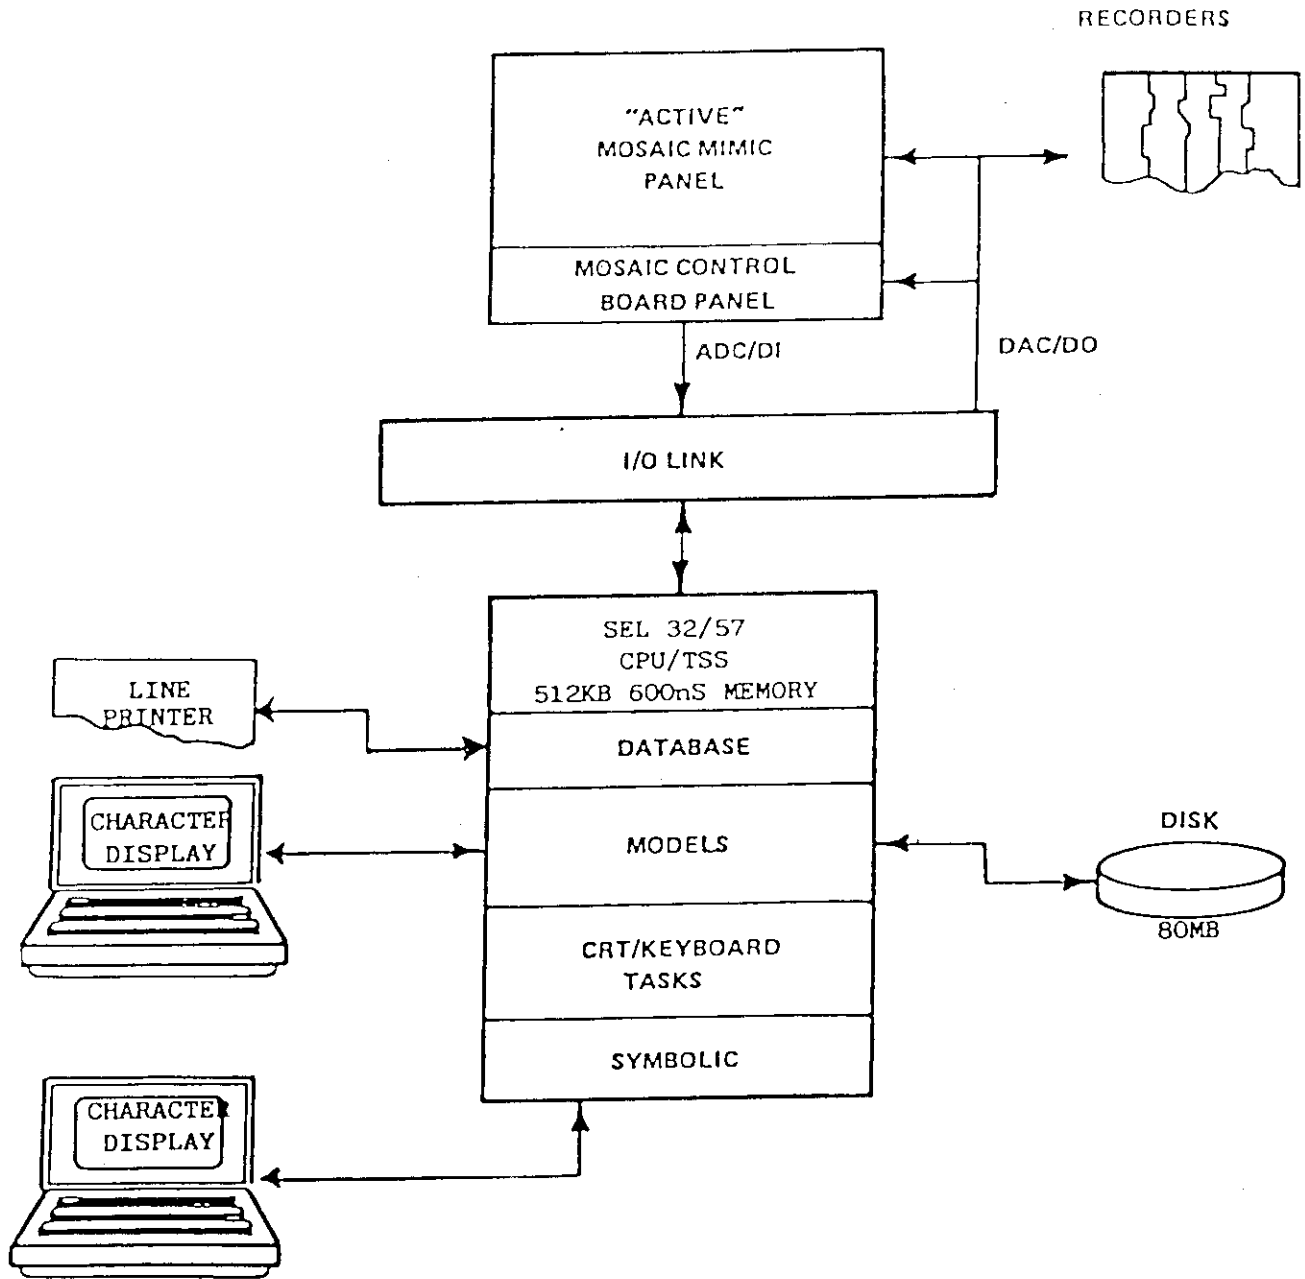 RECORDERS
"ACTIVE"
MOSAIC MIMIC
PANEL
MOSAIC CONTROL
BOARD PANEL
ADC/DI
DAC/DO
I/O LINK
SEL 32/57
CPU/TSS
512KB 600nS MEMORY
LINE
PRINTER
DATABASE
CHARACTER
DISPLAY
MODELS
DISK
80MB
CRT/KEYBOARD
TASKS
SYMBOLIC
CHARACTER
DISPLAY